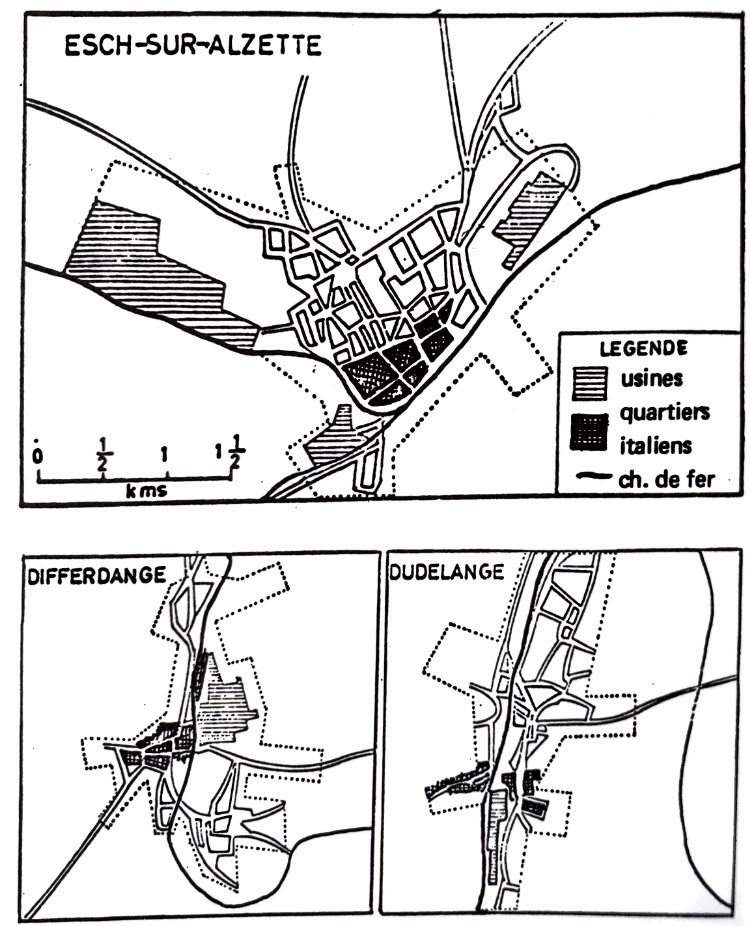 ESCH-SUR-ALZETTE
LEGENDE
usines
quartiers
italiens
ch. de fer
0 1/2 1 1 1/2
kms
DIFFERDANGE
DUDELANGE